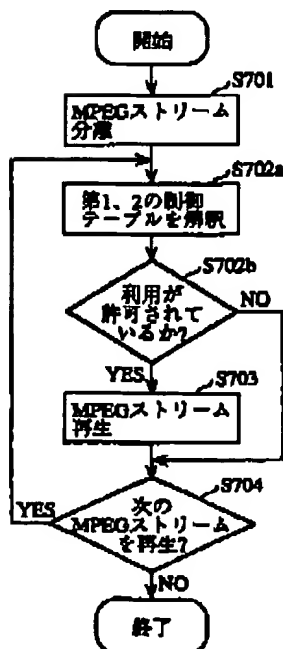 開始
S701
MPEGストリーム
分離
S702a
第1、2の制御
テーブルを解釈
S702b
利用が
許可されて
いるか?
NO
YES
S703
MPEGストリーム
再生
S704
YES
次の
MPEGストリーム
を再生?
NO
終了